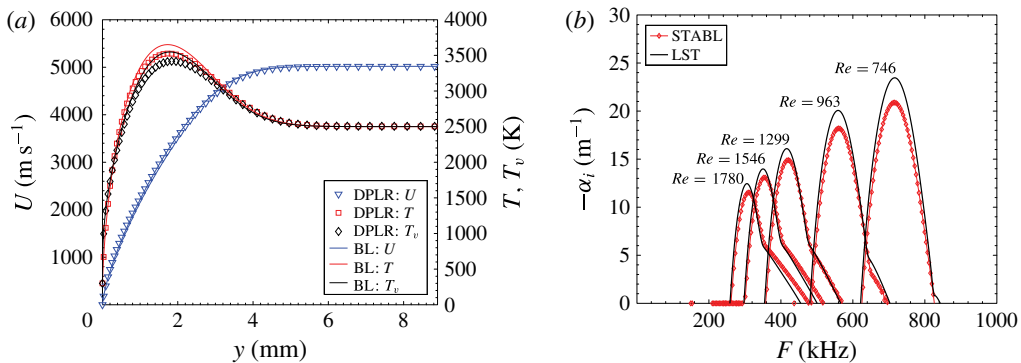 (a)
6000
5000
4000
3000
2000
1000
0
U (m s⁻¹)
4000
3500
3000
2500
2000
1500
1000
500
0
T, Tᵥ (K)
DPLR: U
DPLR: T
DPLR: Tᵥ
BL: U
BL: T
BL: Tᵥ
0 2 4 6 8
y (mm)
(b)
30
25
20
15
10
5
0
−αᵢ (m⁻¹)
STABL
LST
Re = 746
Re = 963
Re = 1299
Re = 1546
Re = 1780
200 400 600 800 1000
F (kHz)